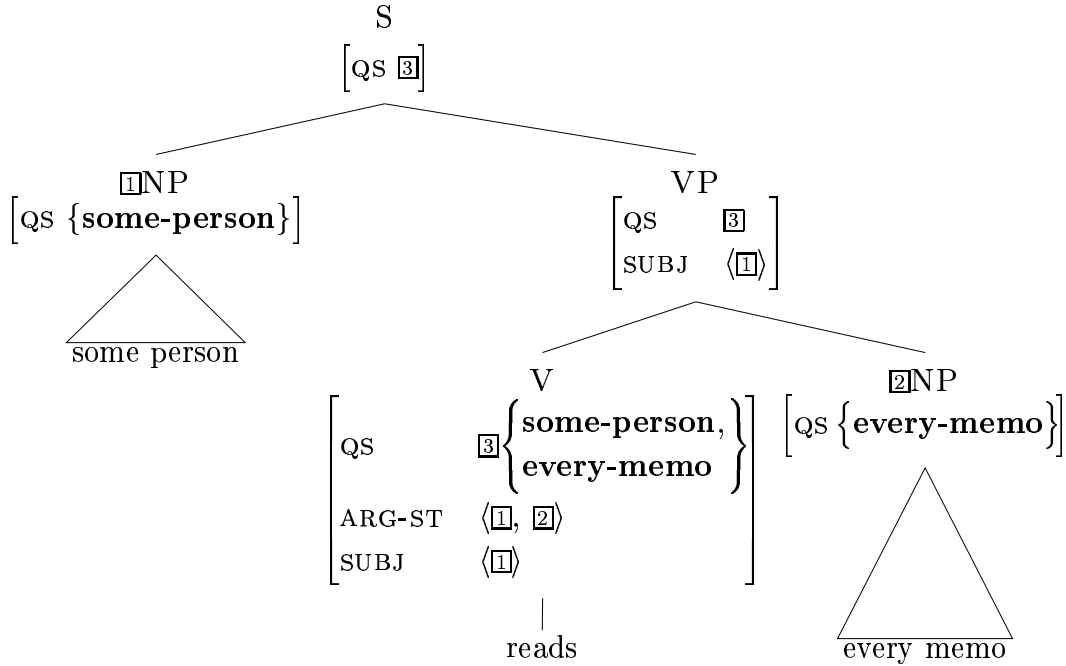 S
[QS 3]
1NP
[QS {some-person}]
some person
VP
[QS 3
SUBJ ⟨1⟩]
V
[QS 3{some-person,
every-memo}
ARG-ST ⟨1, 2⟩
SUBJ ⟨1⟩]
reads
2NP
[QS {every-memo}]
every memo